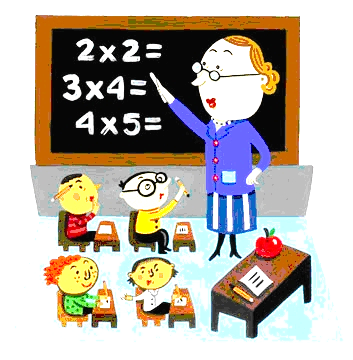 2x2=
3x4=
4x5=